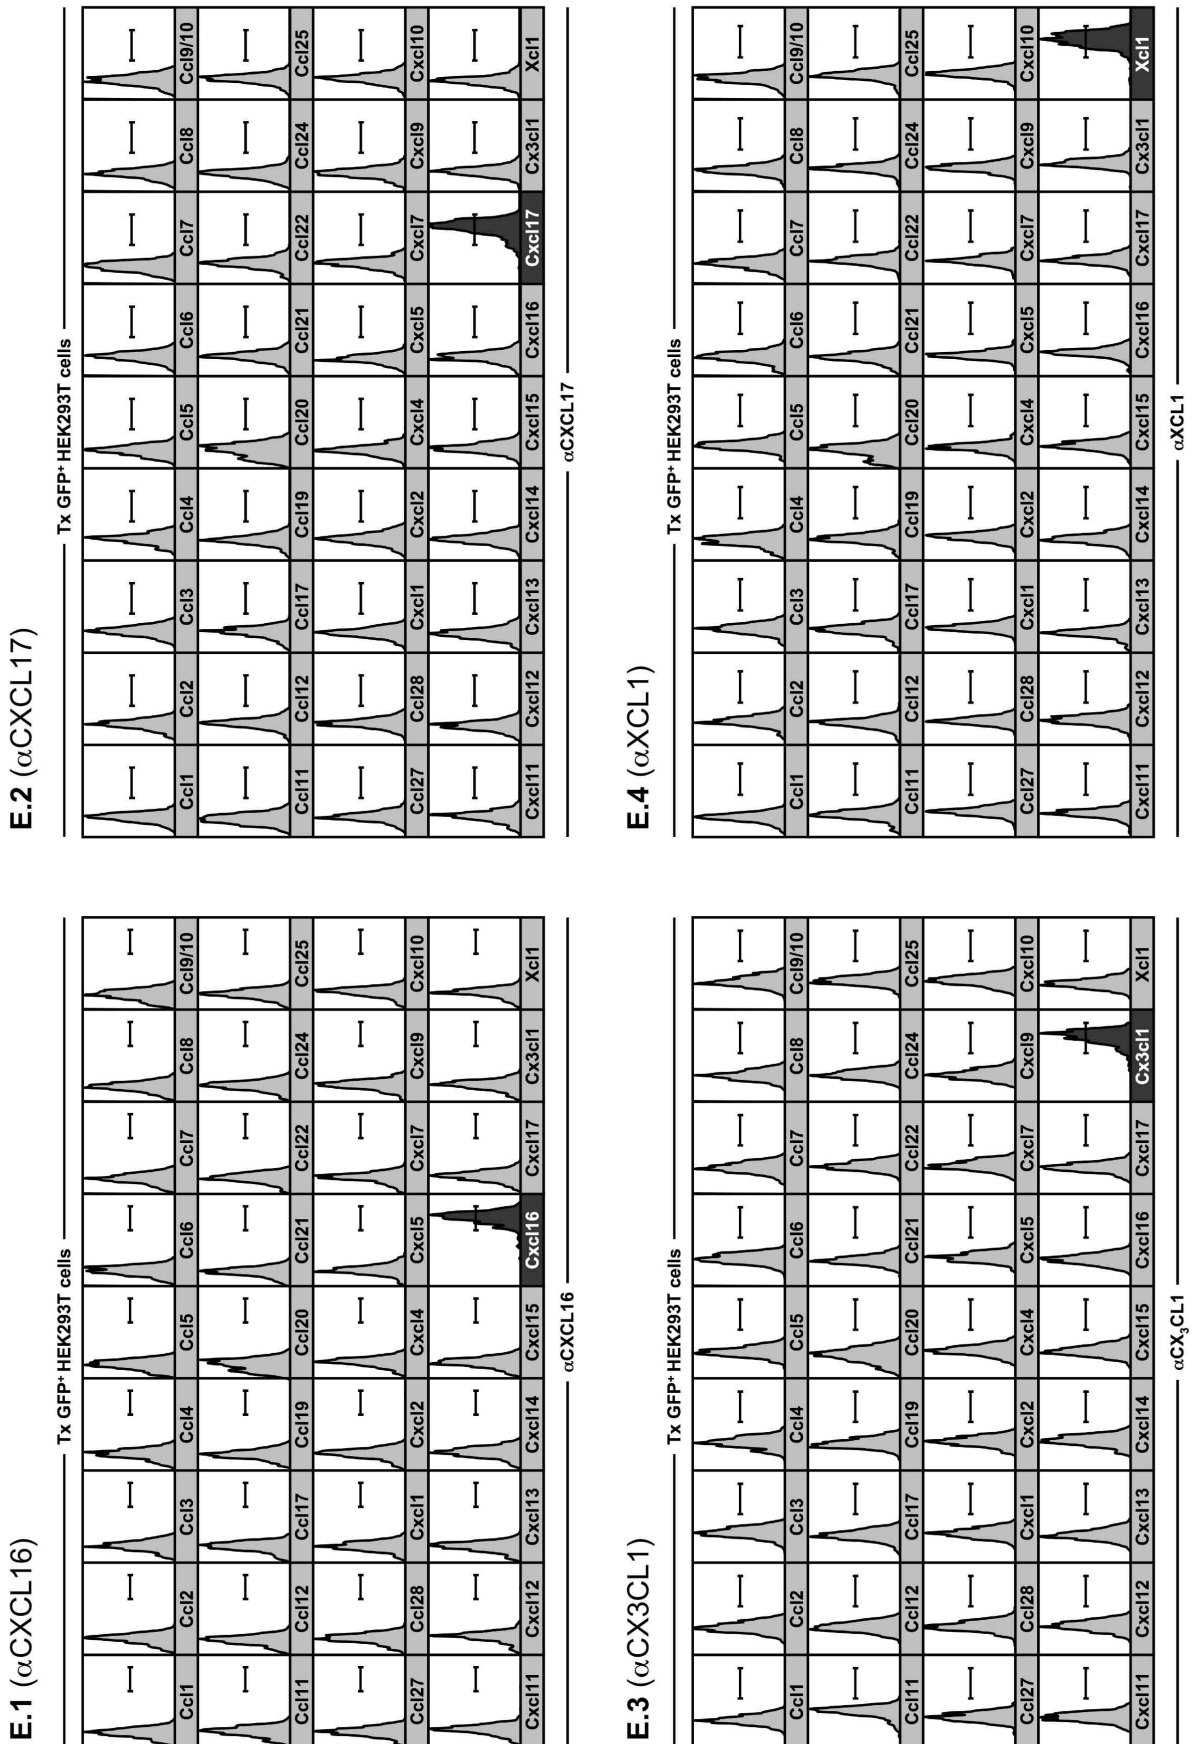 E.1 (αCXCL16)
Tx GFP⁺ HEK293T cells
Ccl1 Ccl2 Ccl3 Ccl4 Ccl5 Ccl6 Ccl7 Ccl8 Ccl9/10
Ccl11 Ccl12 Ccl17 Ccl19 Ccl20 Ccl21 Ccl22 Ccl24 Ccl25
Ccl27 Ccl28 Cxcl1 Cxcl2 Cxcl4 Cxcl5 Cxcl7 Cxcl9 Cxcl10
Cxcl11 Cxcl12 Cxcl13 Cxcl14 Cxcl15 Cxcl16 Cxcl17 Cx3cl1 Xcl1
αCXCL16
E.2 (αCXCL17)
Tx GFP⁺ HEK293T cells
Ccl1 Ccl2 Ccl3 Ccl4 Ccl5 Ccl6 Ccl7 Ccl8 Ccl9/10
Ccl11 Ccl12 Ccl17 Ccl19 Ccl20 Ccl21 Ccl22 Ccl24 Ccl25
Ccl27 Ccl28 Cxcl1 Cxcl2 Cxcl4 Cxcl5 Cxcl7 Cxcl9 Cxcl10
Cxcl11 Cxcl12 Cxcl13 Cxcl14 Cxcl15 Cxcl16 Cxcl17 Cx3cl1 Xcl1
αCXCL17
E.3 (αCX3CL1)
Tx GFP⁺ HEK293T cells
Ccl1 Ccl2 Ccl3 Ccl4 Ccl5 Ccl6 Ccl7 Ccl8 Ccl9/10
Ccl11 Ccl12 Ccl17 Ccl19 Ccl20 Ccl21 Ccl22 Ccl24 Ccl25
Ccl27 Ccl28 Cxcl1 Cxcl2 Cxcl4 Cxcl5 Cxcl7 Cxcl9 Cxcl10
Cxcl11 Cxcl12 Cxcl13 Cxcl14 Cxcl15 Cxcl16 Cxcl17 Cx3cl1 Xcl1
αCX₃CL1
E.4 (αXCL1)
Tx GFP⁺ HEK293T cells
Ccl1 Ccl2 Ccl3 Ccl4 Ccl5 Ccl6 Ccl7 Ccl8 Ccl9/10
Ccl11 Ccl12 Ccl17 Ccl19 Ccl20 Ccl21 Ccl22 Ccl24 Ccl25
Ccl27 Ccl28 Cxcl1 Cxcl2 Cxcl4 Cxcl5 Cxcl7 Cxcl9 Cxcl10
Cxcl11 Cxcl12 Cxcl13 Cxcl14 Cxcl15 Cxcl16 Cxcl17 Cx3cl1 Xcl1
αXCL1